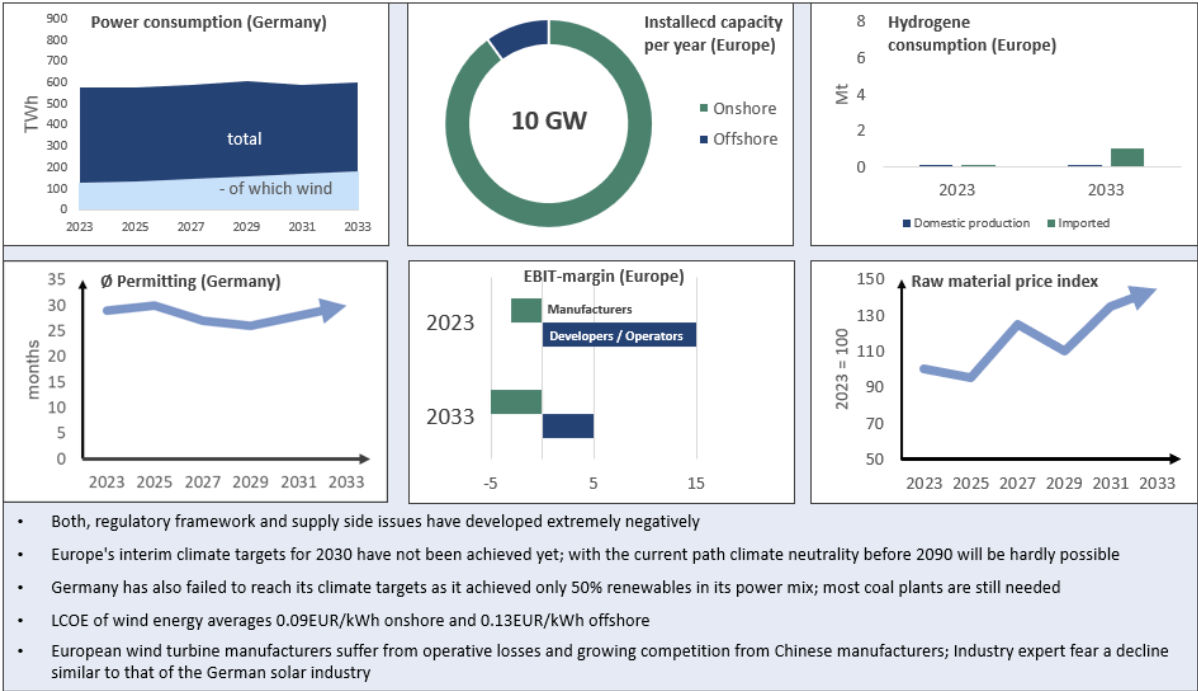 Power consumption (Germany)
900
800
700
600
500
400
300
200
100
0
TWh
total
- of which wind
2023 2025 2027 2029 2031 2033
Installecd capacity
per year (Europe)
10 GW
Onshore
Offshore
Hydrogene
consumption (Europe)
8
6
4
2
0
Mt
2023 2033
Domestic production Imported
Ø Permitting (Germany)
35
30
25
20
15
10
5
0
months
2023 2025 2027 2029 2031 2033
EBIT-margin (Europe)
2023
Manufacturers
Developers / Operators
2033
-5 5 15
Raw material price index
150
130
110
90
70
50
2023 = 100
2023 2025 2027 2029 2031 2033
• Both, regulatory framework and supply side issues have developed extremely negatively
• Europe's interim climate targets for 2030 have not been achieved yet; with the current path climate neutrality before 2090 will be hardly possible
• Germany has also failed to reach its climate targets as it achieved only 50% renewables in its power mix; most coal plants are still needed
• LCOE of wind energy averages 0.09EUR/kWh onshore and 0.13EUR/kWh offshore
• European wind turbine manufacturers suffer from operative losses and growing competition from Chinese manufacturers; Industry expert fear a decline
similar to that of the German solar industry